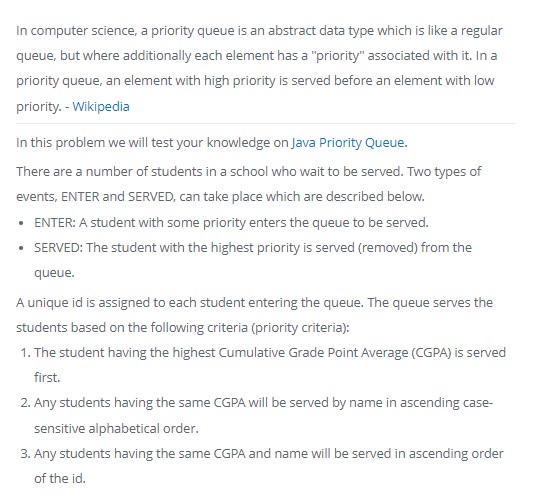 In computer science, a priority queue is an abstract data type which is like a regular
queue, but where additionally each element has a "priority" associated with it. In a
priority queue, an element with high priority is served before an element with low
priority. - Wikipedia
In this problem we will test your knowledge on Java Priority Queue.
There are a number of students in a school who wait to be served. Two types of
events, ENTER and SERVED, can take place which are described below.
• ENTER: A student with some priority enters the queue to be served.
• SERVED: The student with the highest priority is served (removed) from the
queue.
A unique id is assigned to each student entering the queue. The queue serves the
students based on the following criteria (priority criteria):
1. The student having the highest Cumulative Grade Point Average (CGPA) is served
first.
2. Any students having the same CGPA will be served by name in ascending case-
sensitive alphabetical order.
3. Any students having the same CGPA and name will be served in ascending order
of the id.